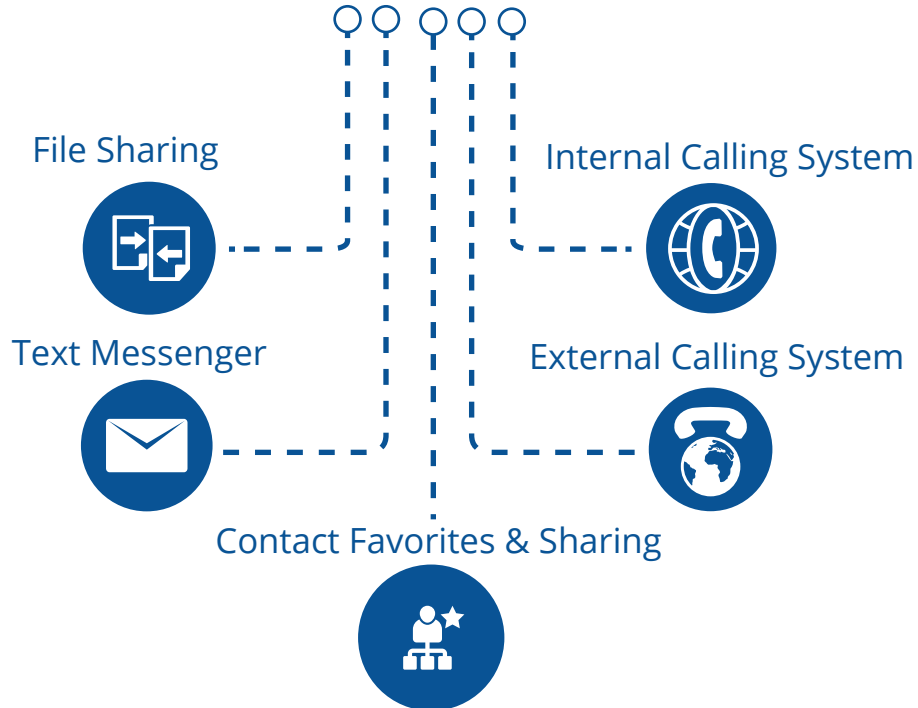 File Sharing
Internal Calling System
Text Messenger
External Calling System
Contact Favorites & Sharing